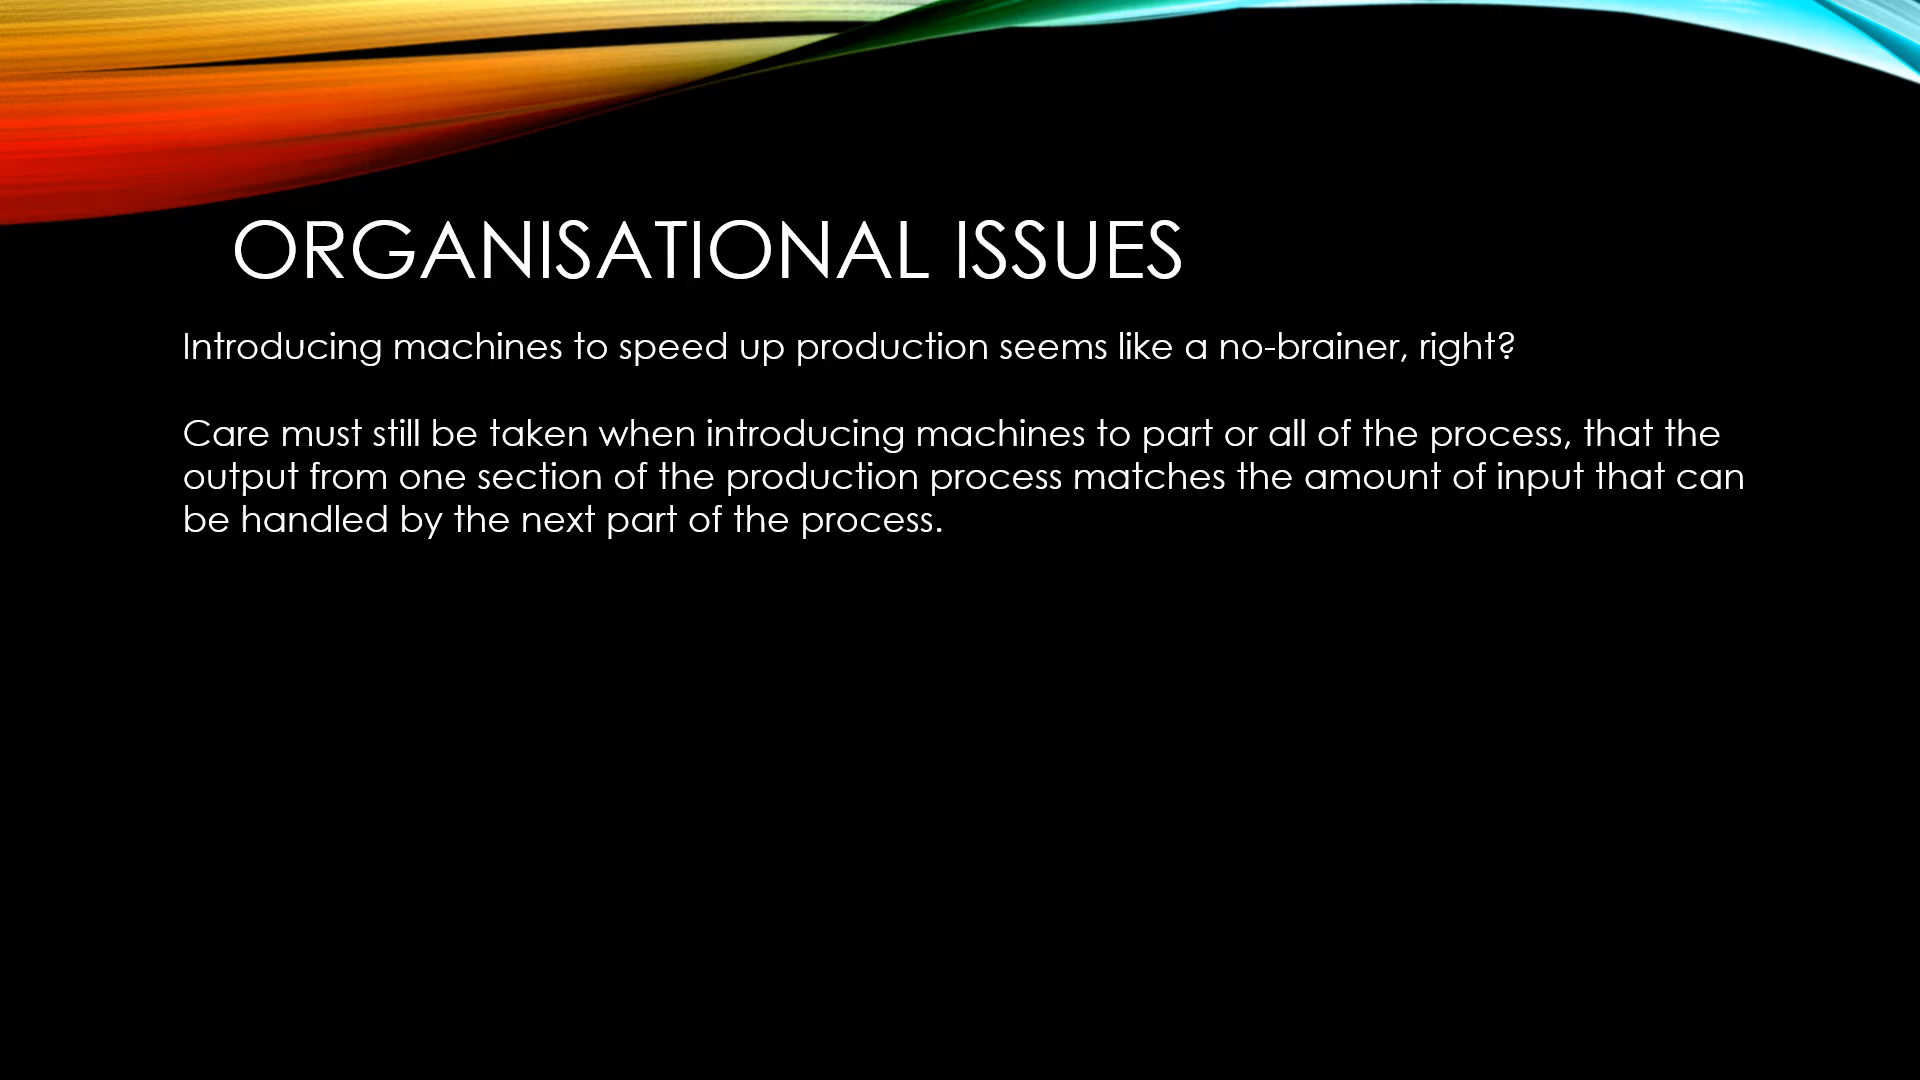 ORGANISATIONAL ISSUES
Introducing machines to speed up production seems like a no-brainer, right?
Care must still be taken when introducing machines to part or all of the process, that the
output from one section of the production process matches the amount of input that can
be handled by the next part of the process.